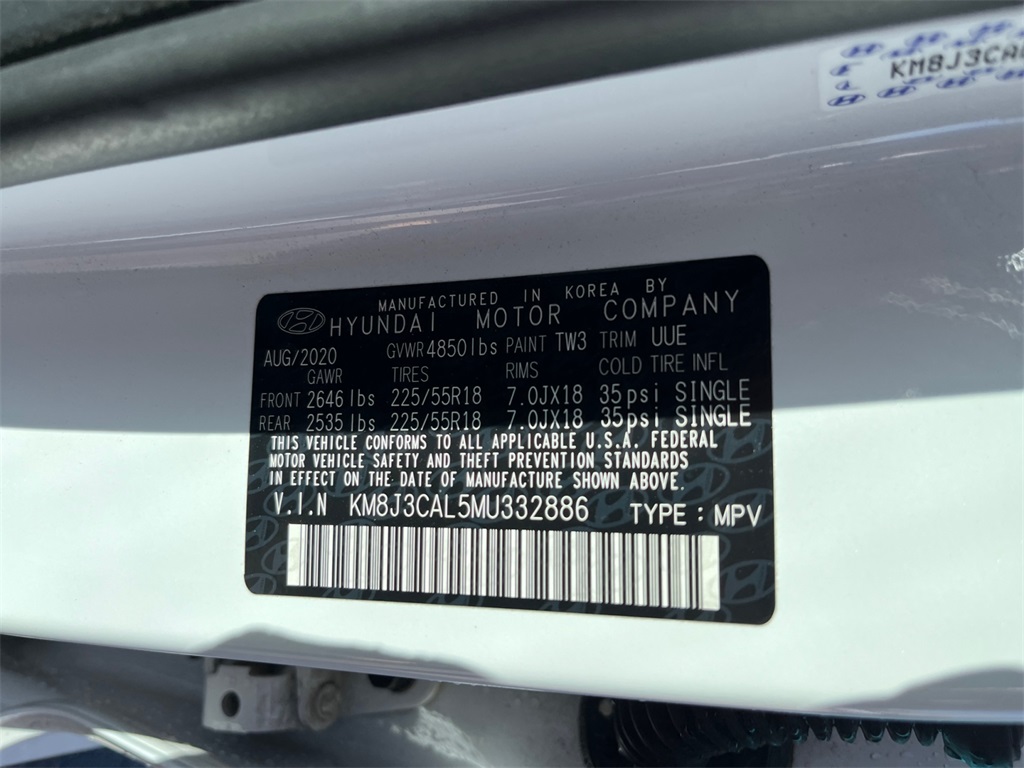 KM8J3CA
MANUFACTURED IN KOREA BY
HYUNDAI MOTOR COMPANY
AUG/2020 GVWR 4850 lbs PAINT TW3 TRIM UUE
GAWR TIRES RIMS COLD TIRE INFL
FRONT 2646 lbs 225/55R18 7.0JX18 35psi SINGLE
REAR 2535 lbs 225/55R18 7.0JX18 35psi SINGLE
THIS VEHICLE CONFORMS TO ALL APPLICABLE U.S.A. FEDERAL
MOTOR VEHICLE SAFETY AND THEFT PREVENTION STANDARDS
IN EFFECT ON THE DATE OF MANUFACTURE SHOWN ABOVE.
V.I.N KM8J3CAL5MU332886 TYPE : MPV